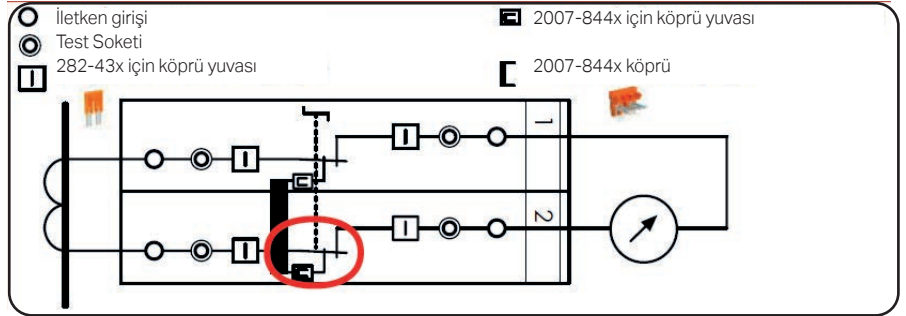 İletken girişi
Test Soketi
282-43x için köprü yuvası
2007-844x için köprü yuvası
2007-844x köprü
1
2